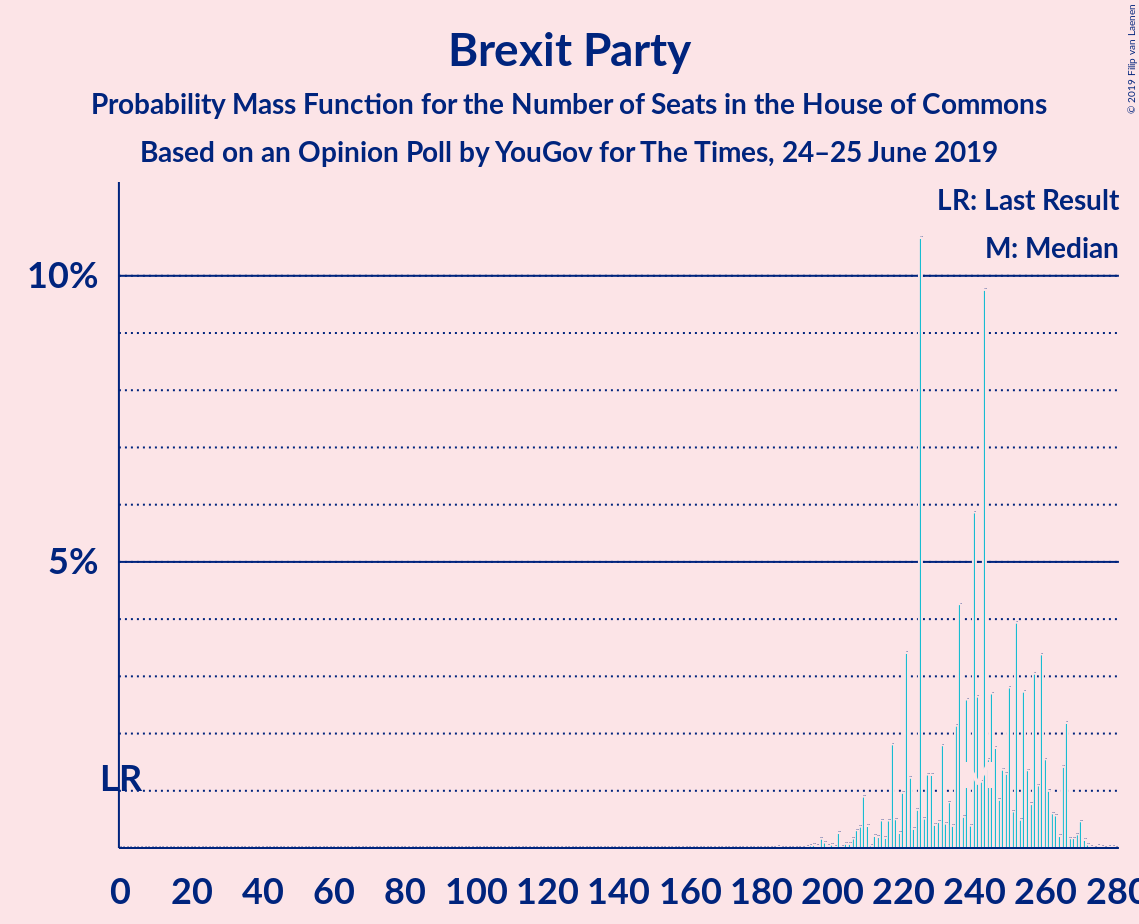 Brexit Party
Probability Mass Function for the Number of Seats in the House of Commons
Based on an Opinion Poll by YouGov for The Times, 24–25 June 2019
© 2019 Filip van Laenen
LR: Last Result
M: Median
10%
5%
LR
0 20 40 60 80 100 120 140 160 180 200 220 240 260 280